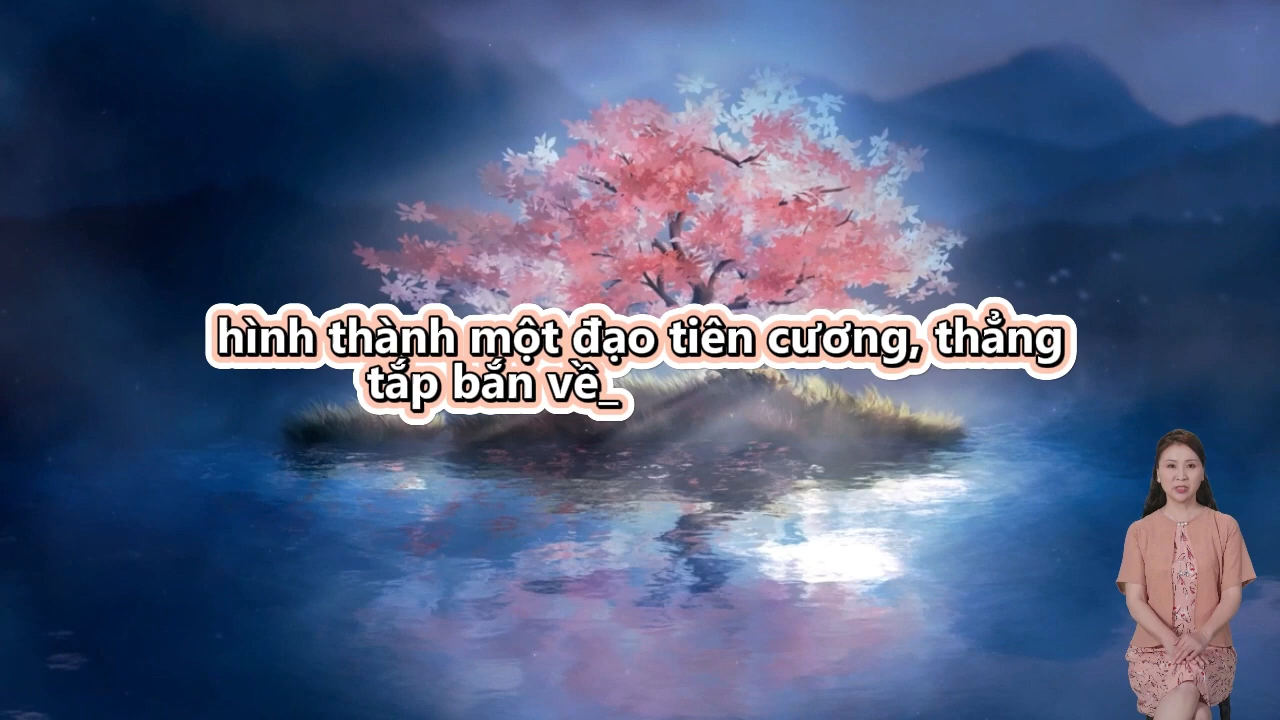 hình thành một đạo tiên cương, thẳng
tắp bắn về_